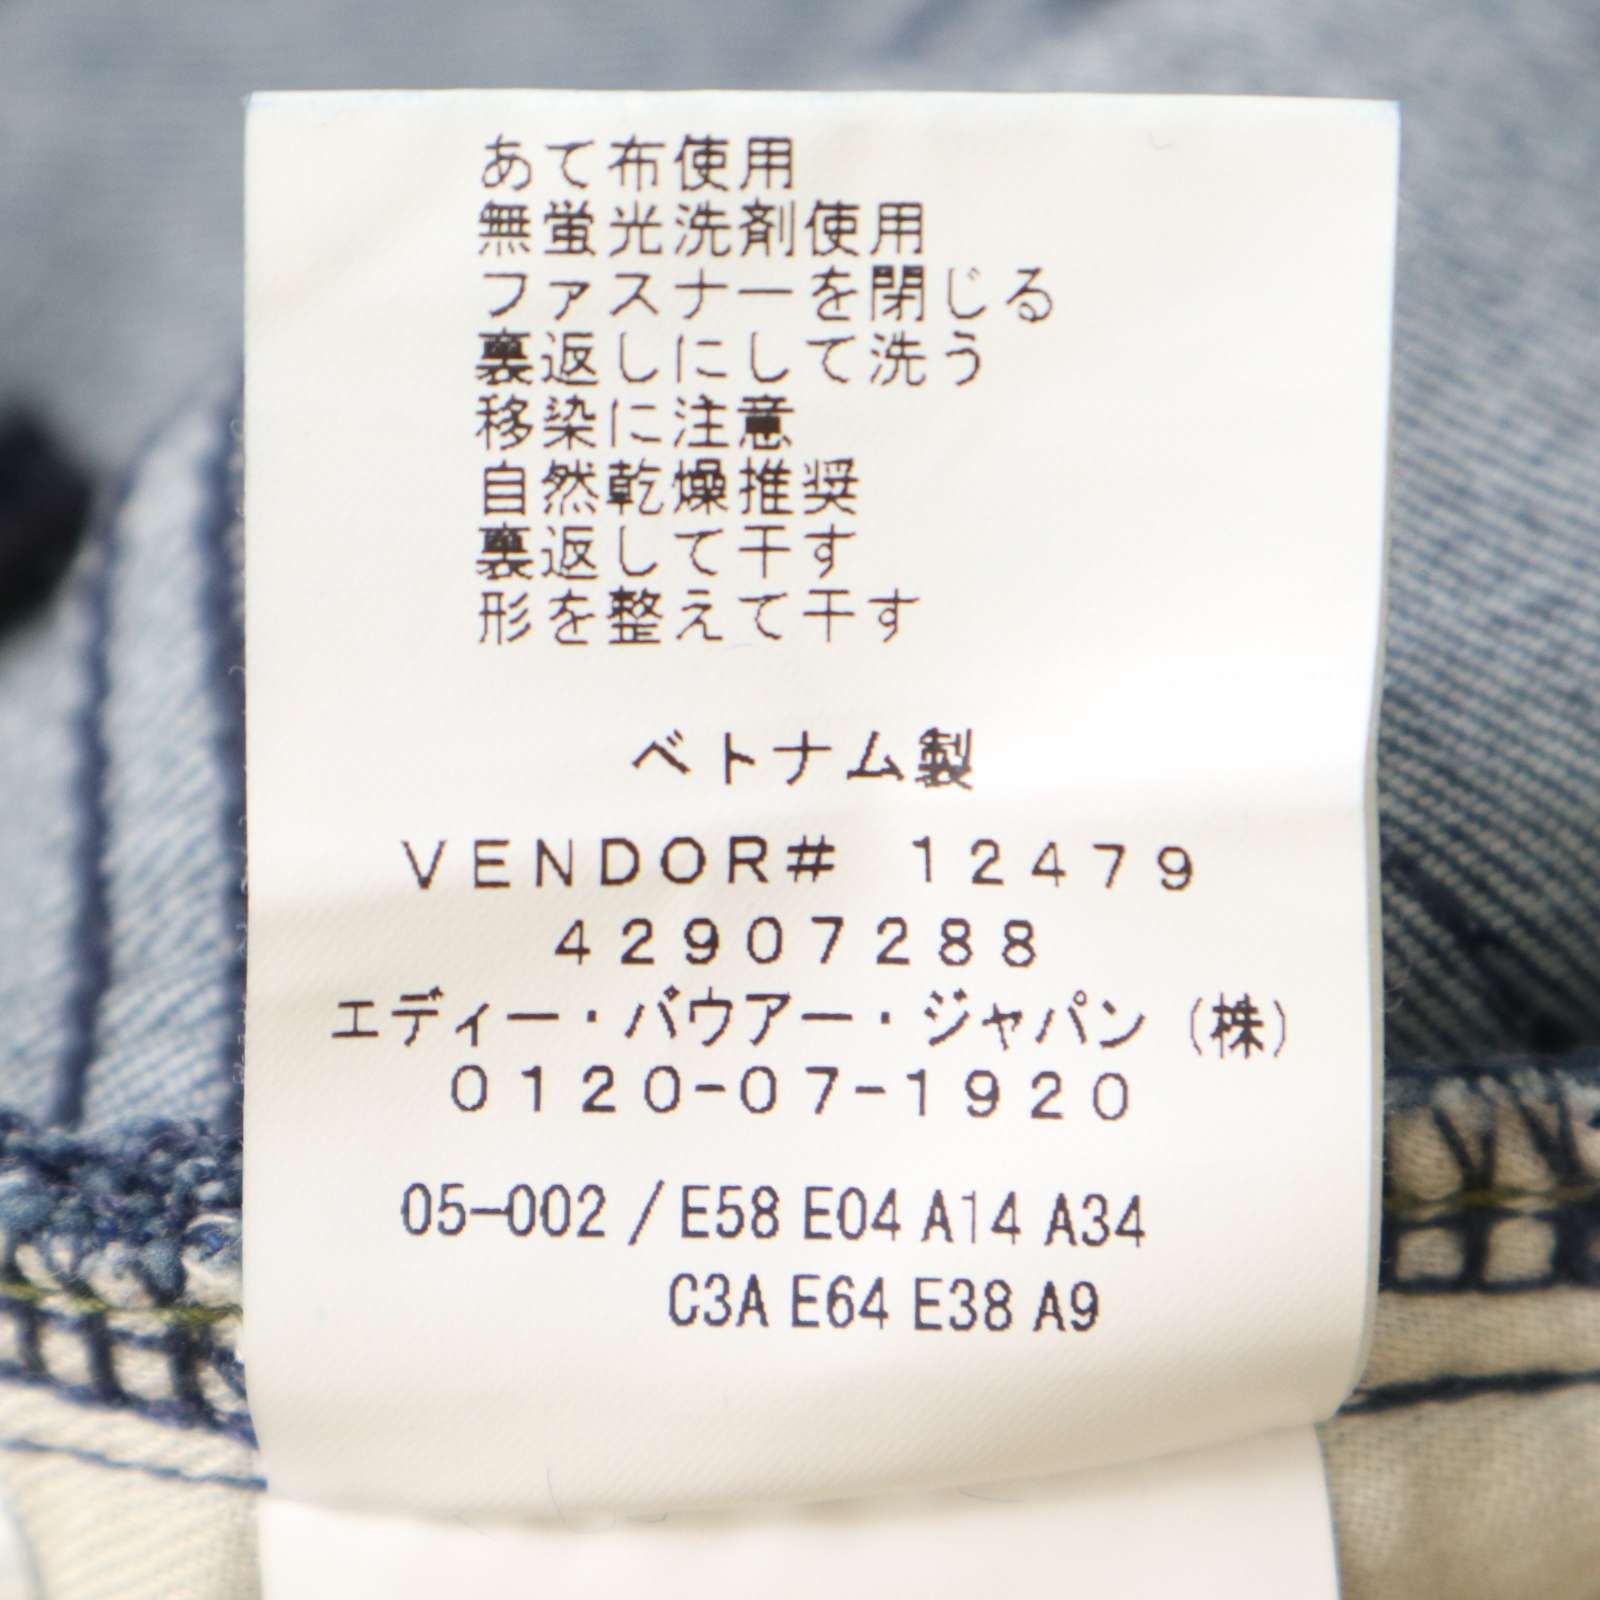 あて布使用
無蛍光洗剤使用
ファスナーを閉じる
裏返しにして洗う
移染に注意
自然乾燥推奨
裏返して干す
形を整えて干す
ベトナム製
VENDOR# 12479
42907288
エディー・バウアー・ジャパン（株）
0120-07-1920
05-002 / E58 E04 A14 A34
C3A E64 E38 A9